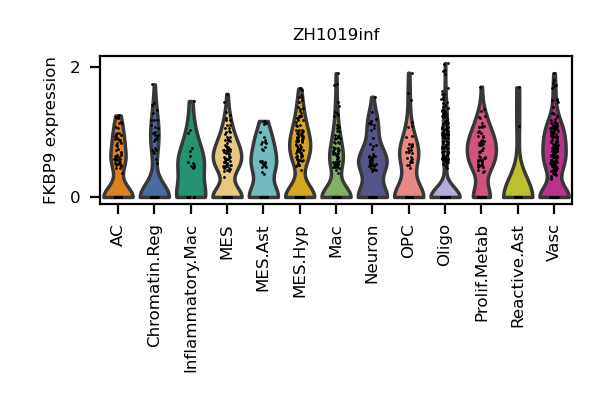 ZH1019inf
FKBP9 expression
2
0
AC
Chromatin.Reg
Inflammatory.Mac
MES
MES.Ast
MES.Hyp
Mac
Neuron
OPC
Oligo
Prolif.Metab
Reactive.Ast
Vasc